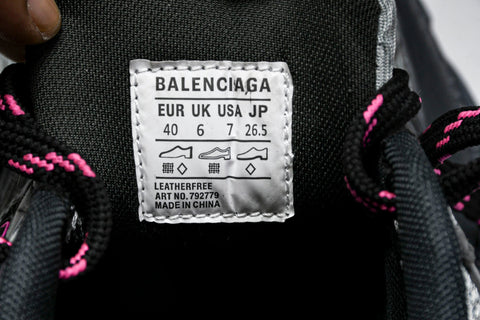 BALENCIAGA
EUR UK USA JP
40 6 7 26.5
LEATHERFREE
ART NO. 792779
MADE IN CHINA